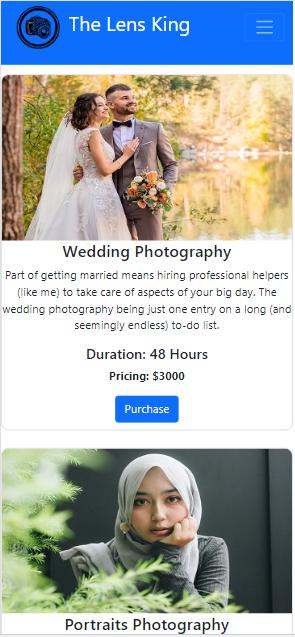 The Lens King
Wedding Photography
Part of getting married means hiring professional helpers
(like me) to take care of aspects of your big day. The
wedding photography being just one entry on a long (and
seemingly endless) to-do list.
Duration: 48 Hours
Pricing: $3000
Purchase
Portraits Photography